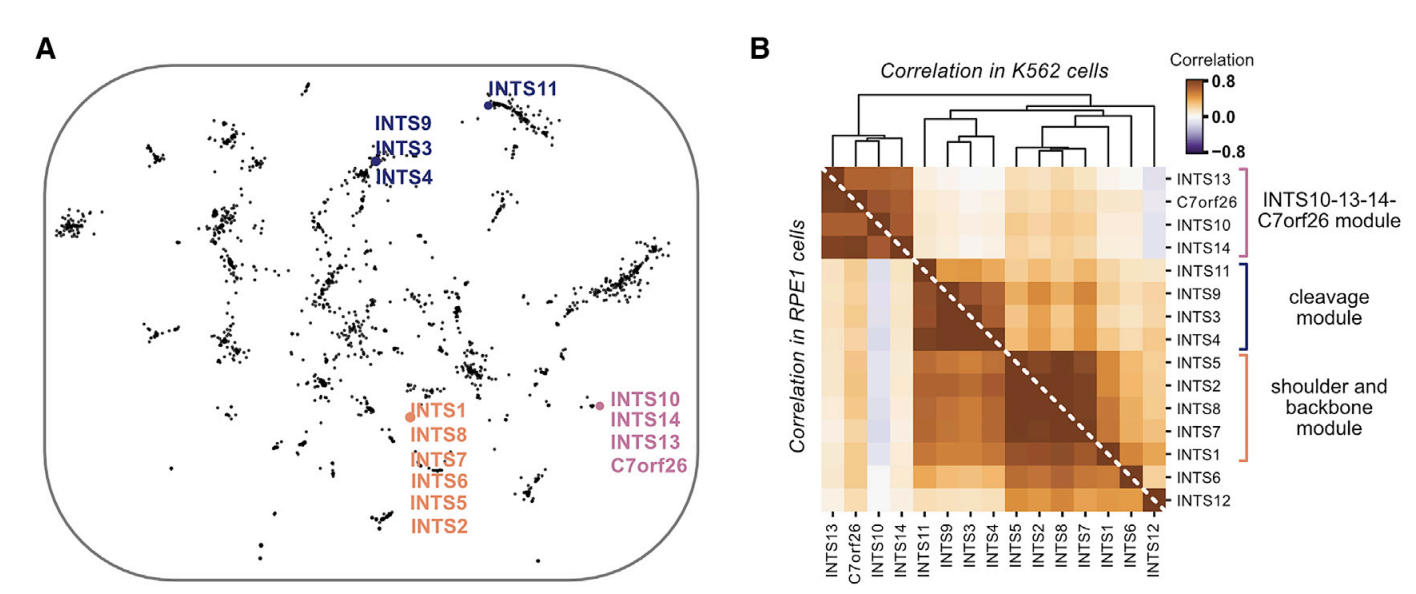 A
INTS11
INTS9
INTS3
INTS4
INTS1
INTS8
INTS7
INTS6
INTS5
INTS2
INTS10
INTS14
INTS13
C7orf26
B
Correlation in K562 cells
Correlation
0.8
0.0
−0.8
Correlation in RPE1 cells
INTS13
C7orf26
INTS10
INTS14
INTS11
INTS9
INTS3
INTS4
INTS5
INTS2
INTS8
INTS7
INTS1
INTS6
INTS12
INTS10-13-14-
C7orf26 module
cleavage
module
shoulder and
backbone
module
INTS13
C7orf26
INTS10
INTS14
INTS11
INTS9
INTS3
INTS4
INTS5
INTS2
INTS8
INTS7
INTS1
INTS6
INTS12